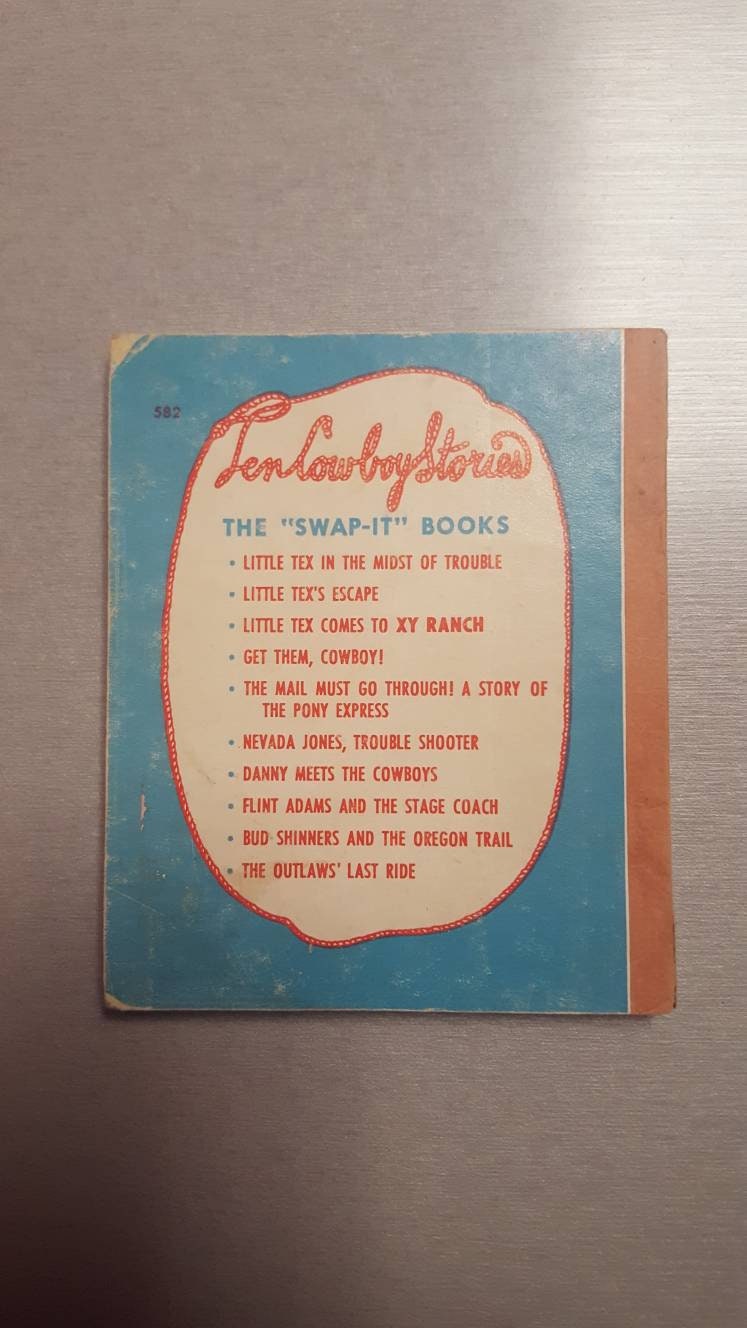 582
Ten Cowboy Stories
THE "SWAP-IT" BOOKS
• LITTLE TEX IN THE MIDST OF TROUBLE
• LITTLE TEX'S ESCAPE
• LITTLE TEX COMES TO XY RANCH
• GET THEM, COWBOY!
• THE MAIL MUST GO THROUGH! A STORY OF
THE PONY EXPRESS
• NEVADA JONES, TROUBLE SHOOTER
• DANNY MEETS THE COWBOYS
• FLINT ADAMS AND THE STAGE COACH
• BUD SHINNERS AND THE OREGON TRAIL
• THE OUTLAWS' LAST RIDE